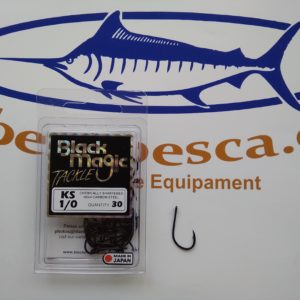 Black
magic
TACKLE
KS
1/0
CHEMICALLY SHARPENED
HIGH CARBON STEEL
QUANTITY 30
MADE IN
JAPAN
pesca.
e Equipament